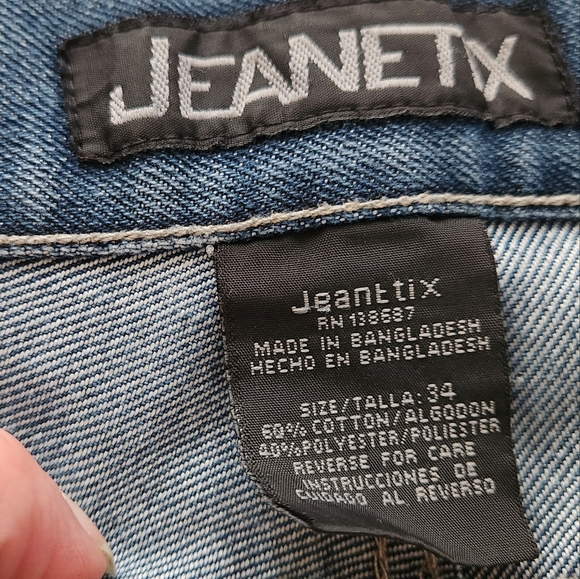 JEANETIX
JeanttiX
RN 138687
MADE IN BANGLADESH
HECHO EN BANGLADESH
SIZE/TALLA: 34
60% COTTON/ALGODON
40%POLYESTER/POLIESTER
REVERSE FOR CARE
INSTRUCCIONES DE
CUIDADO AL REVERSO